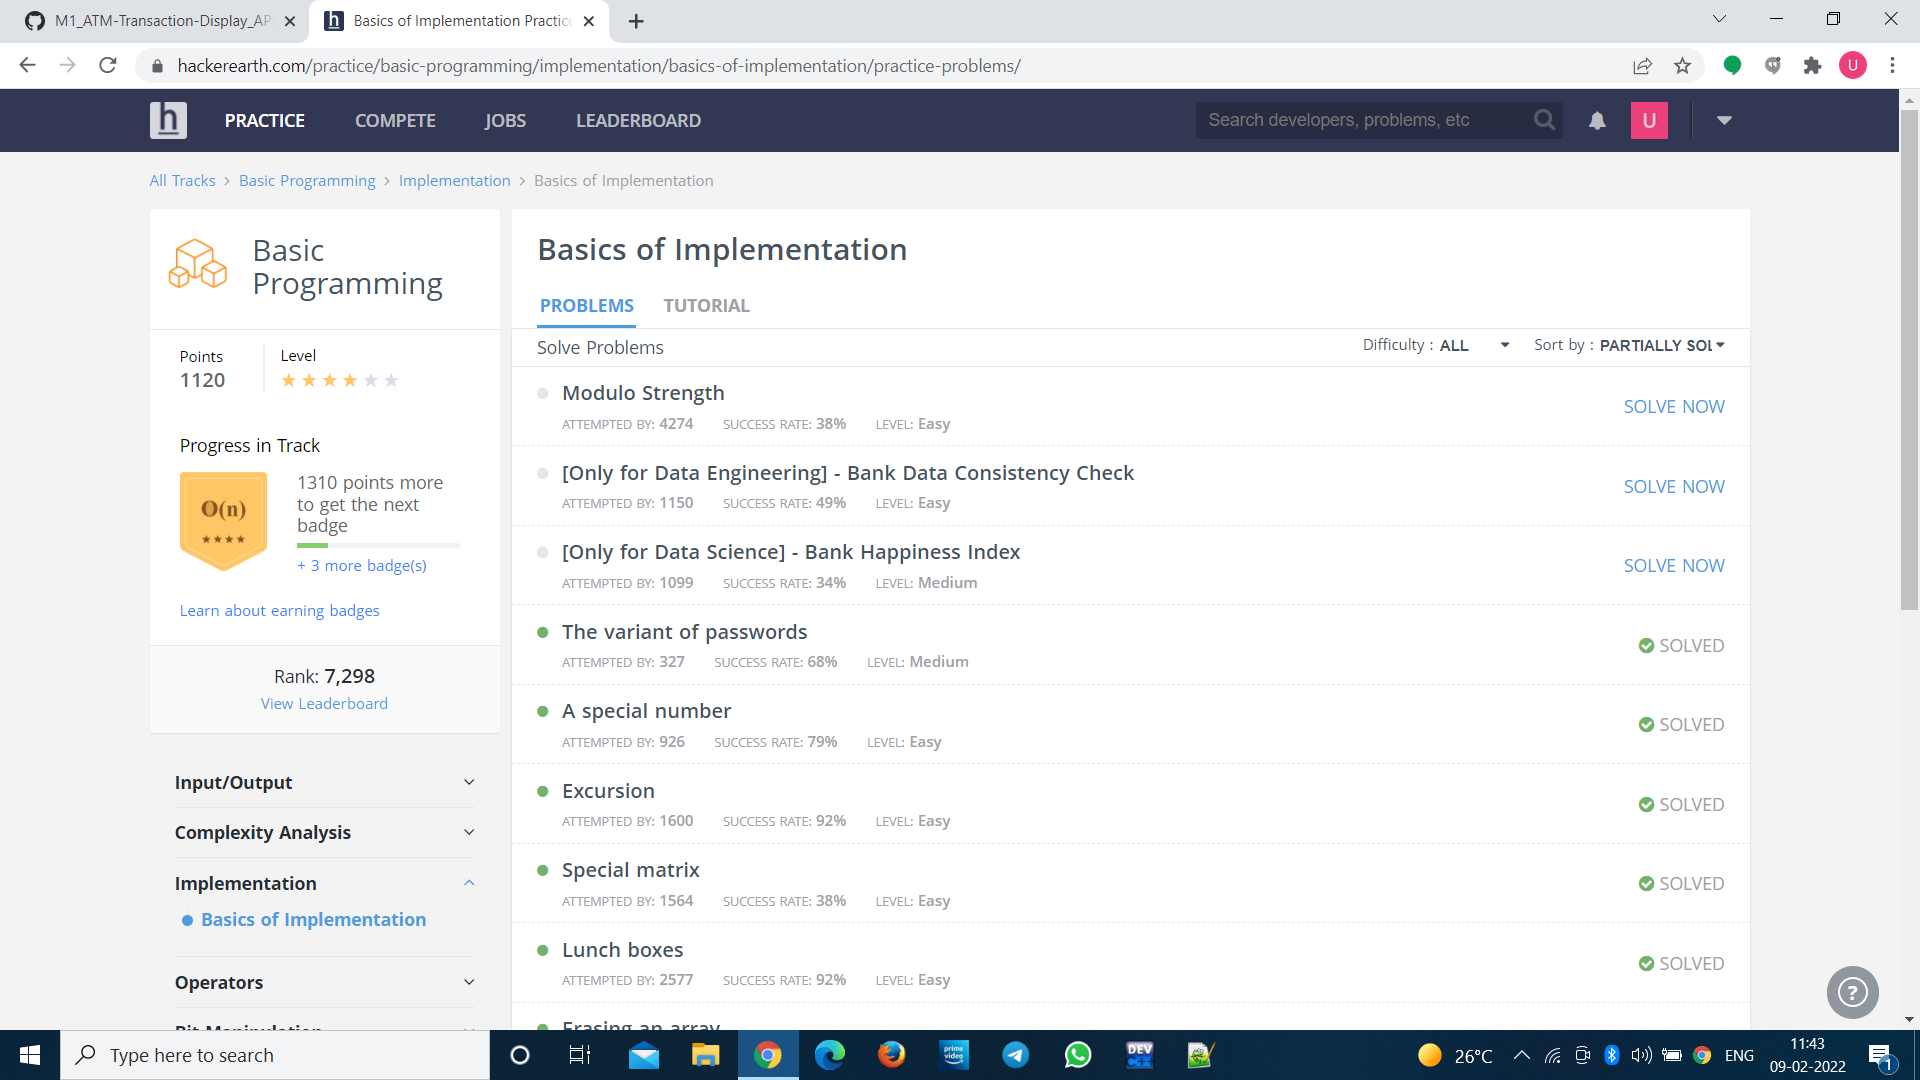 M1_ATM-Transaction-Display_AP
Basics of Implementation Practice
hackerearth.com/practice/basic-programming/implementation/basics-of-implementation/practice-problems/
U
h PRACTICE COMPETE JOBS LEADERBOARD Search developers, problems, etc U
All Tracks > Basic Programming > Implementation > Basics of Implementation
Basic
Programming
Points
1120
Level
Progress in Track
O(n)
1310 points more
to get the next
badge
+ 3 more badge(s)
Learn about earning badges
Rank: 7,298
View Leaderboard
Input/Output
Complexity Analysis
Implementation
Basics of Implementation
Operators
Bit Manipulation
Basics of Implementation
PROBLEMS TUTORIAL
Solve Problems Difficulty : ALL Sort by : PARTIALLY SOL
Modulo Strength
ATTEMPTED BY: 4274 SUCCESS RATE: 38% LEVEL: Easy
SOLVE NOW
[Only for Data Engineering] - Bank Data Consistency Check
ATTEMPTED BY: 1150 SUCCESS RATE: 49% LEVEL: Easy
SOLVE NOW
[Only for Data Science] - Bank Happiness Index
ATTEMPTED BY: 1099 SUCCESS RATE: 34% LEVEL: Medium
SOLVE NOW
The variant of passwords
ATTEMPTED BY: 327 SUCCESS RATE: 68% LEVEL: Medium
SOLVED
A special number
ATTEMPTED BY: 926 SUCCESS RATE: 79% LEVEL: Easy
SOLVED
Excursion
ATTEMPTED BY: 1600 SUCCESS RATE: 92% LEVEL: Easy
SOLVED
Special matrix
ATTEMPTED BY: 1564 SUCCESS RATE: 38% LEVEL: Easy
SOLVED
Lunch boxes
ATTEMPTED BY: 2577 SUCCESS RATE: 92% LEVEL: Easy
SOLVED
Erasing an array
?
Type here to search
prime
video
DEV
C++
26°C
ENG
11:43
09-02-2022
1